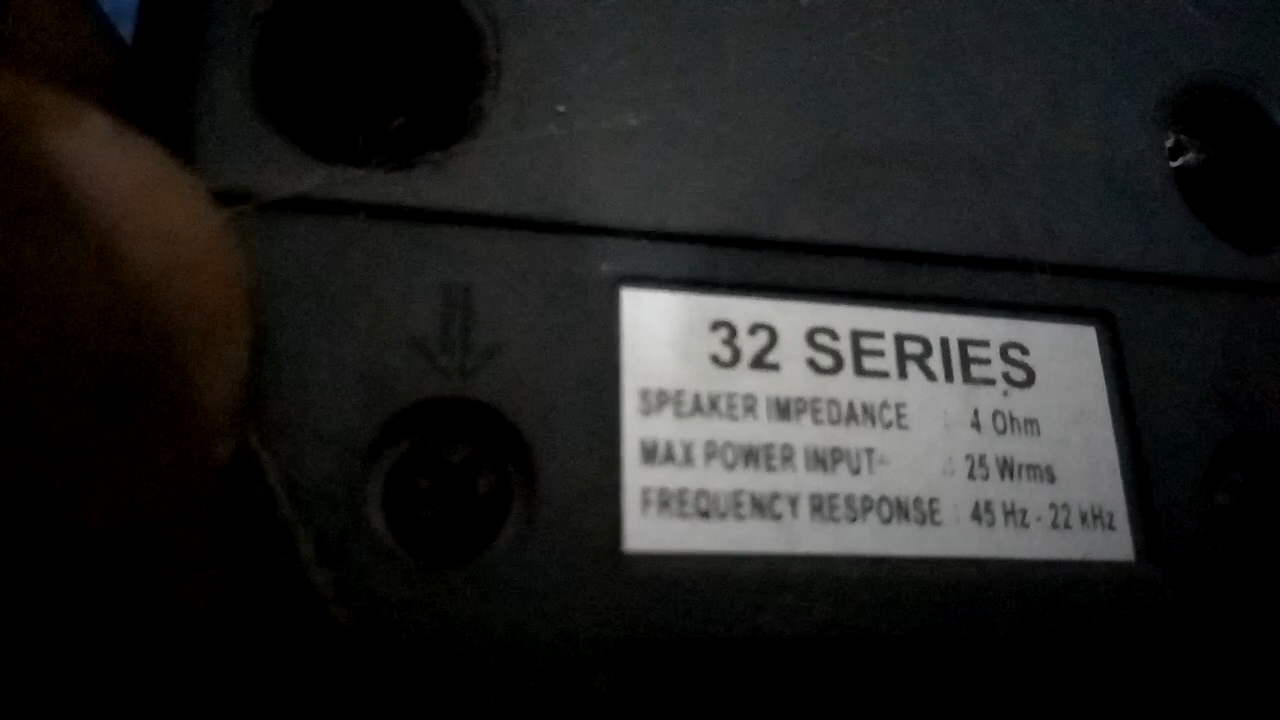 32 SERIES
SPEAKER IMPEDANCE : 4 Ohm
MAX POWER INPUT : 25 Wrms
FREQUENCY RESPONSE : 45 Hz - 22 kHz